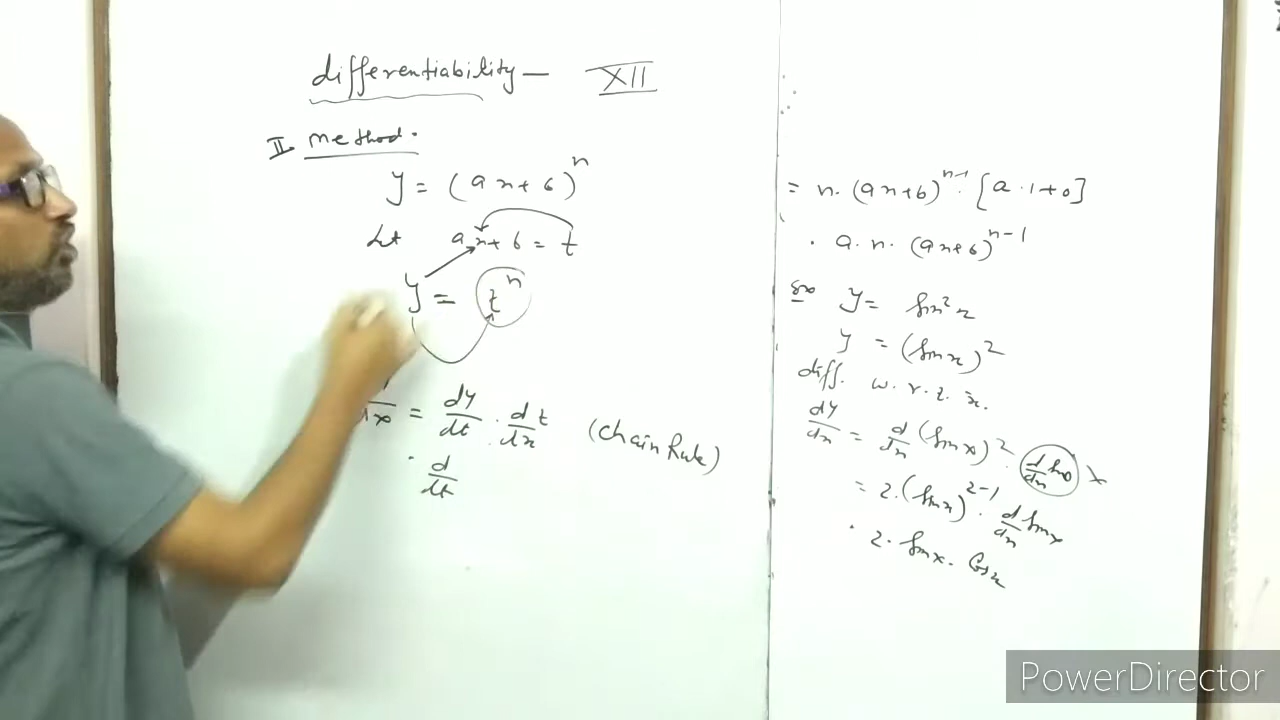 differentiability — XII
II method.
y = (ax+b)^n
Let ax+b = t
y = t^n
dy/dx = dy/dt · dt/dx (Chain Rule)
· d/dt
= n·(ax+b)^{n-1}·[a·1+0]
· a·n·(ax+b)^{n-1}
Ex y = sin²x
y = (sin x)²
diff. w.r.t. x.
dy/dx = d/dx (sin x)² ·
= 2·(sin x)^{2-1} · d/dx sin x
· 2·sin x·Cos x
PowerDirector